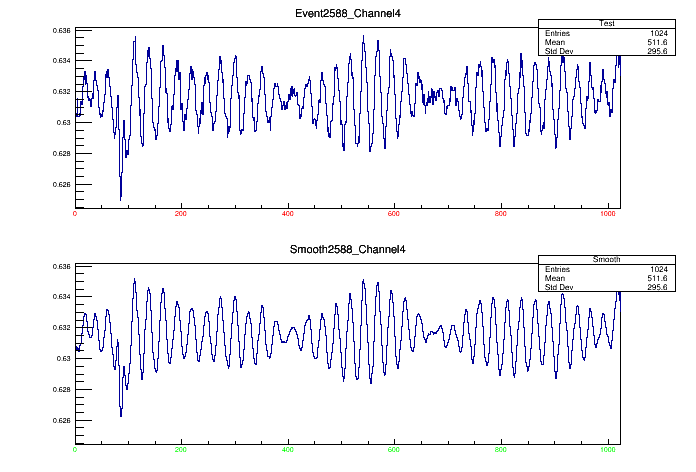 Event2588_Channel4
Test
Entries 1024
Mean 511.6
Std Dev 295.6
0.636
0.634
0.632
0.63
0.628
0.626
0 200 400 600 800 1000
Smooth2588_Channel4
Smooth
Entries 1024
Mean 511.6
Std Dev 295.6
0.636
0.634
0.632
0.63
0.628
0.626
0 200 400 600 800 1000